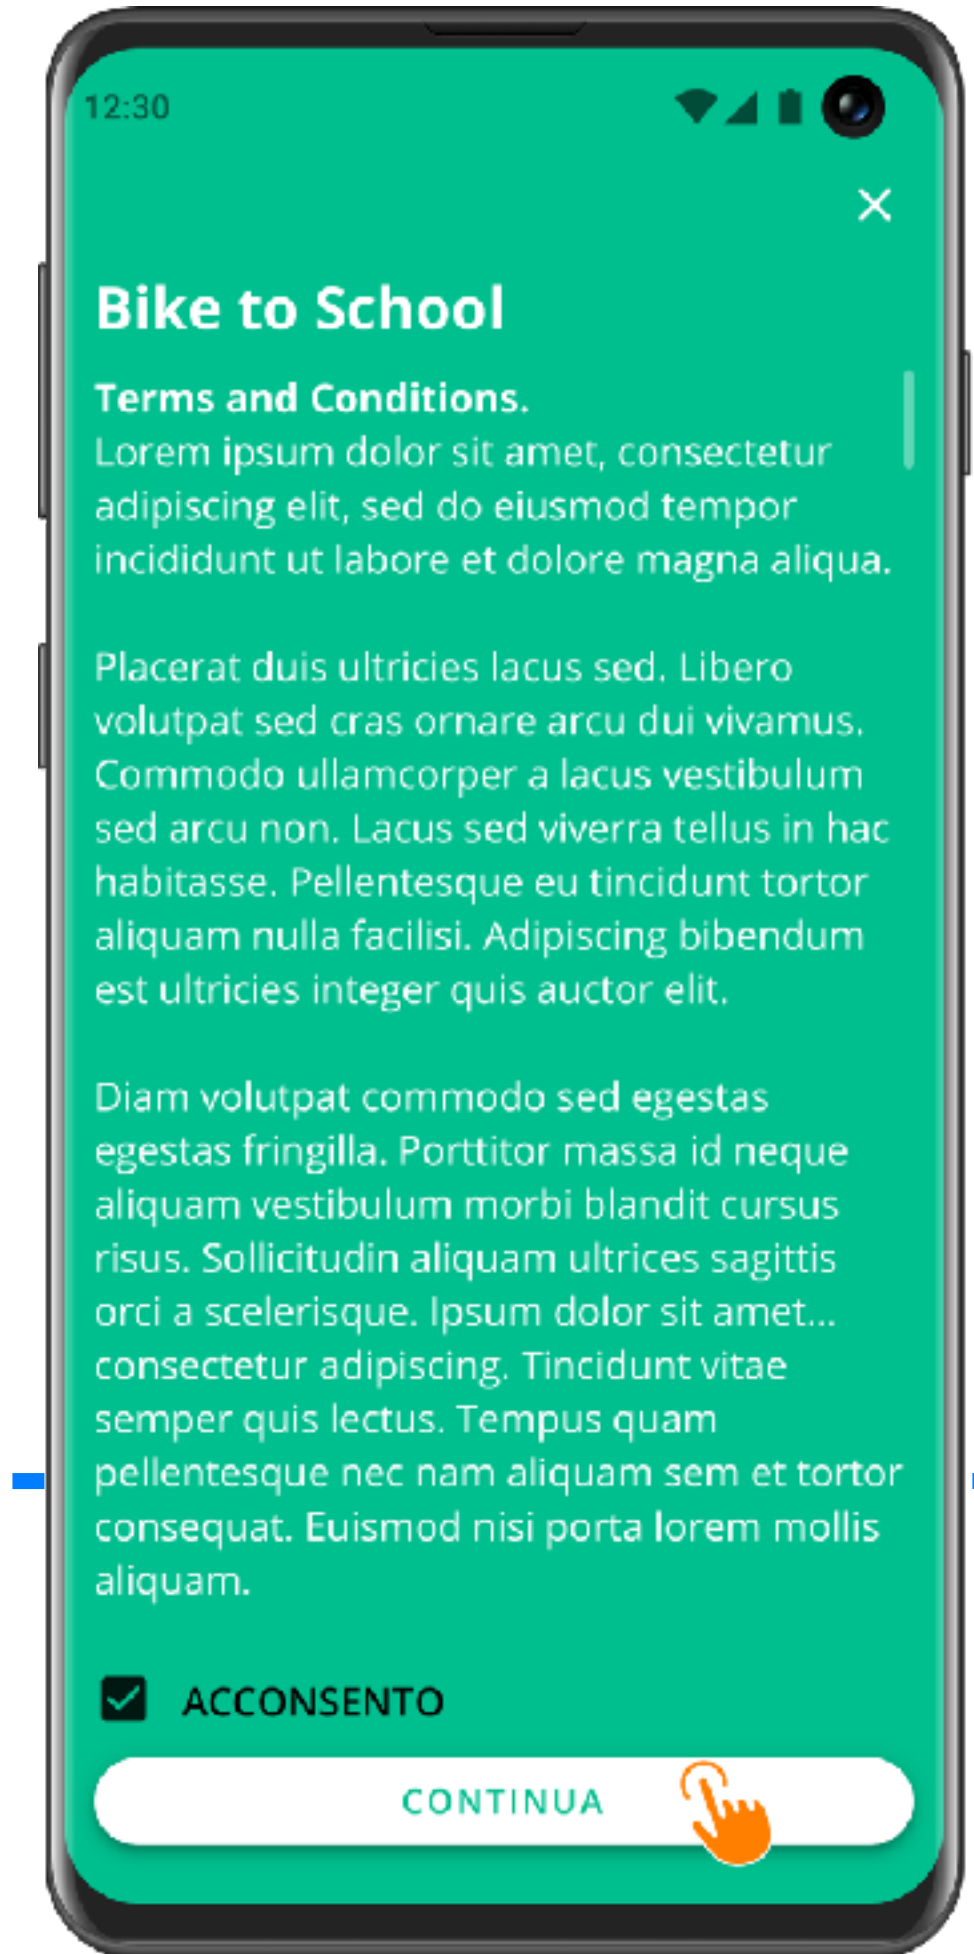 12:30
Bike to School
Terms and Conditions.
Lorem ipsum dolor sit amet, consectetur
adipiscing elit, sed do eiusmod tempor
incididunt ut labore et dolore magna aliqua.
Placerat duis ultricies lacus sed. Libero
volutpat sed cras ornare arcu dui vivamus.
Commodo ullamcorper a lacus vestibulum
sed arcu non. Lacus sed viverra tellus in hac
habitasse. Pellentesque eu tincidunt tortor
aliquam nulla facilisi. Adipiscing bibendum
est ultricies integer quis auctor elit.
Diam volutpat commodo sed egestas
egestas fringilla. Porttitor massa id neque
aliquam vestibulum morbi blandit cursus
risus. Sollicitudin aliquam ultrices sagittis
orci a scelerisque. Ipsum dolor sit amet...
consectetur adipiscing. Tincidunt vitae
semper quis lectus. Tempus quam
pellentesque nec nam aliquam sem et tortor
consequat. Euismod nisi porta lorem mollis
aliquam.
ACCONSENTO
CONTINUA